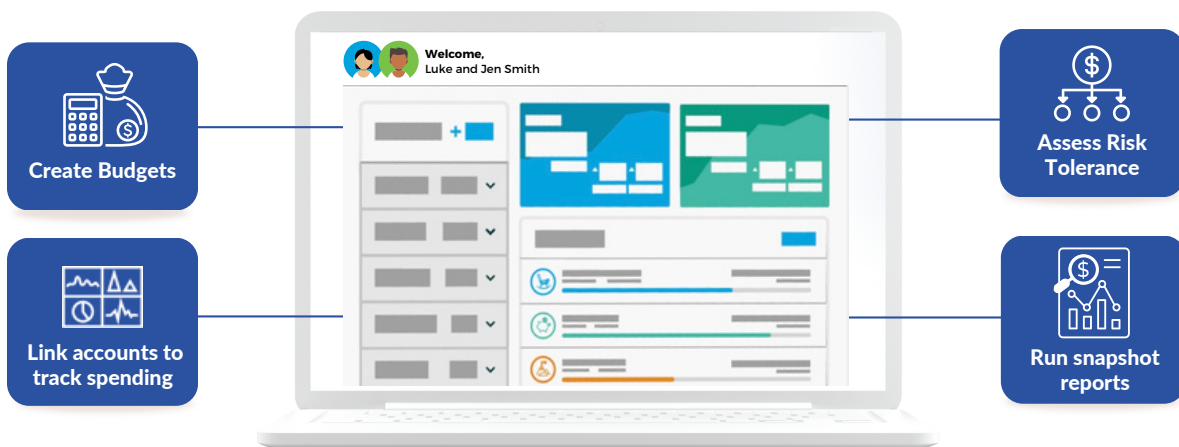 Welcome,
Luke and Jen Smith
Create Budgets
Assess Risk
Tolerance
Link accounts to
track spending
Run snapshot
reports